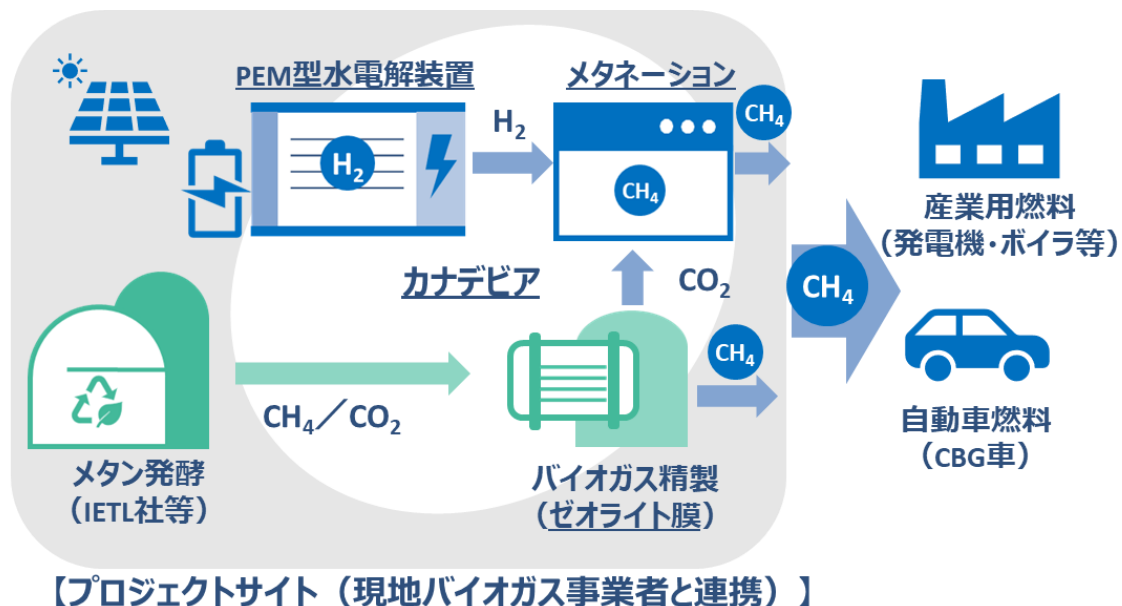 PEM型水電解装置
メタネーション
H₂
H₂
CH₄
CH₄
カナデビア
CO₂
CH₄／CO₂
CH₄
CH₄
メタン発酵
（IETL社等）
バイオガス精製
（ゼオライト膜）
産業用燃料
（発電機・ボイラ等）
自動車燃料
（CBG車）
【プロジェクトサイト（現地バイオガス事業者と連携）】